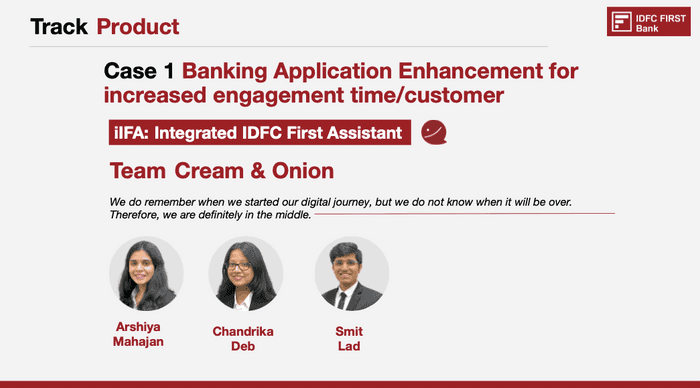 Track Product
IDFC FIRST
Bank
Case 1 Banking Application Enhancement for
increased engagement time/customer
iIFA: Integrated IDFC First Assistant
Team Cream & Onion
We do remember when we started our digital journey, but we do not know when it will be over.
Therefore, we are definitely in the middle.
Arshiya
Mahajan
Chandrika
Deb
Smit
Lad